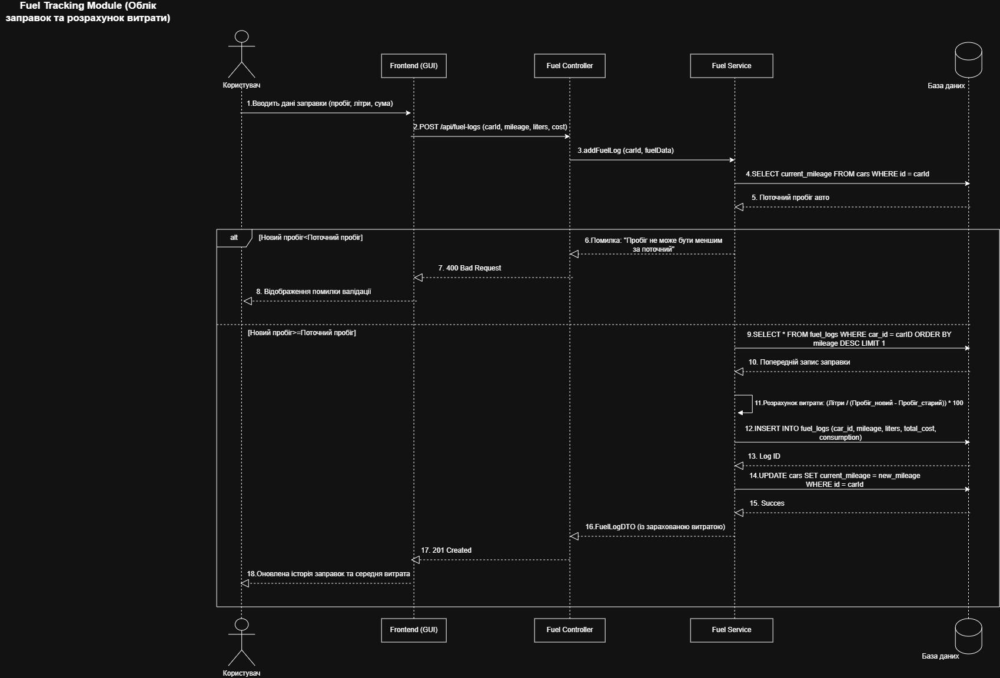 Fuel Tracking Module (Облік
заправок та розрахунок витрати)
Frontend (GUI)
Fuel Controller
Fuel Service
Користувач
База даних
1.Вводить дані заправки (пробіг, літри, сума)
2.POST /api/fuel-logs (carId, mileage, liters, cost)
3.addFuelLog (carId, fuelData)
4.SELECT current_mileage FROM cars WHERE id = carId
5. Поточний пробіг авто
alt
[Новий пробіг<Поточний пробіг]
6.Помилка: "Пробіг не може бути меншим
за поточний"
7. 400 Bad Request
8. Відображення помилки валідації
[Новий пробіг>=Поточний пробіг]
9.SELECT * FROM fuel_logs WHERE car_id = carID ORDER BY
mileage DESC LIMIT 1
10. Попередній запис заправки
11.Розрахунок витрати: (Літри / (Пробіг_новий - Пробіг_старий)) * 100
12.INSERT INTO fuel_logs (car_id, mileage, liters, total_cost,
consumption)
13. Log ID
14.UPDATE cars SET current_mileage = new_mileage
WHERE id = carId
15. Succes
16.FuelLogDTO (із зарахованою витратою)
17. 201 Created
18.Оновлена історія заправок та середня витрата
Frontend (GUI)
Fuel Controller
Fuel Service
База даних
Користувач